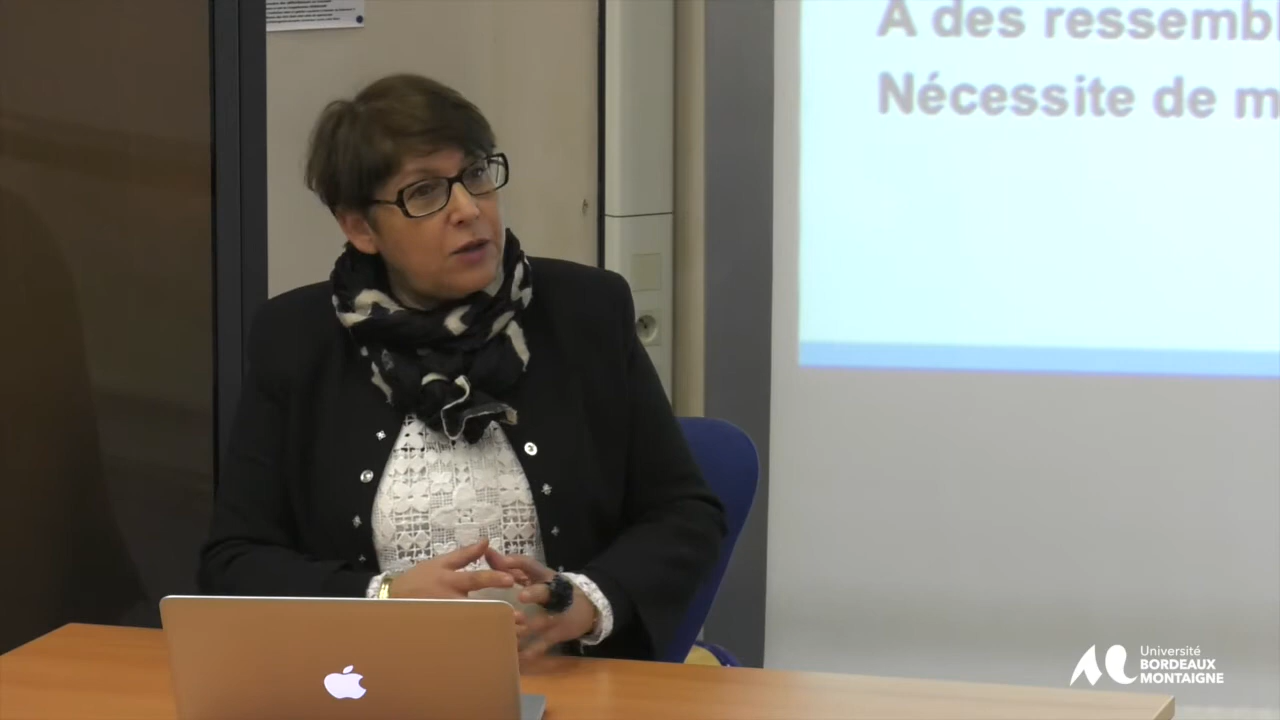 A des ressembl
Nécessite de m
Université
BORDEAUX
MONTAIGNE